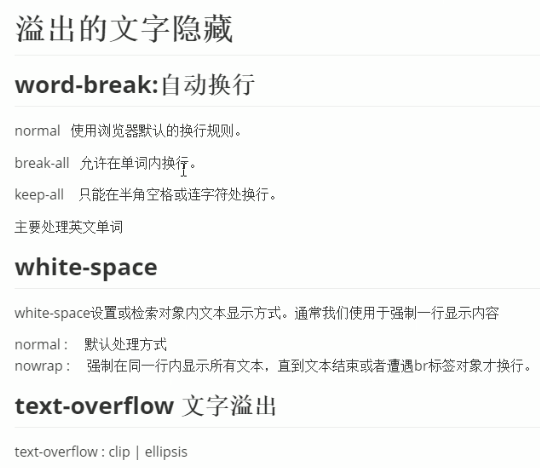 溢出的文字隐藏
word-break:自动换行
normal 使用浏览器默认的换行规则。
break-all 允许在单词内换行。
keep-all 只能在半角空格或连字符处换行。
主要处理英文单词
white-space
white-space设置或检索对象内文本显示方式。通常我们使用于强制一行显示内容
normal : 默认处理方式
nowrap : 强制在同一行内显示所有文本，直到文本结束或者遭遇br标签对象才换行。
text-overflow 文字溢出
text-overflow : clip | ellipsis